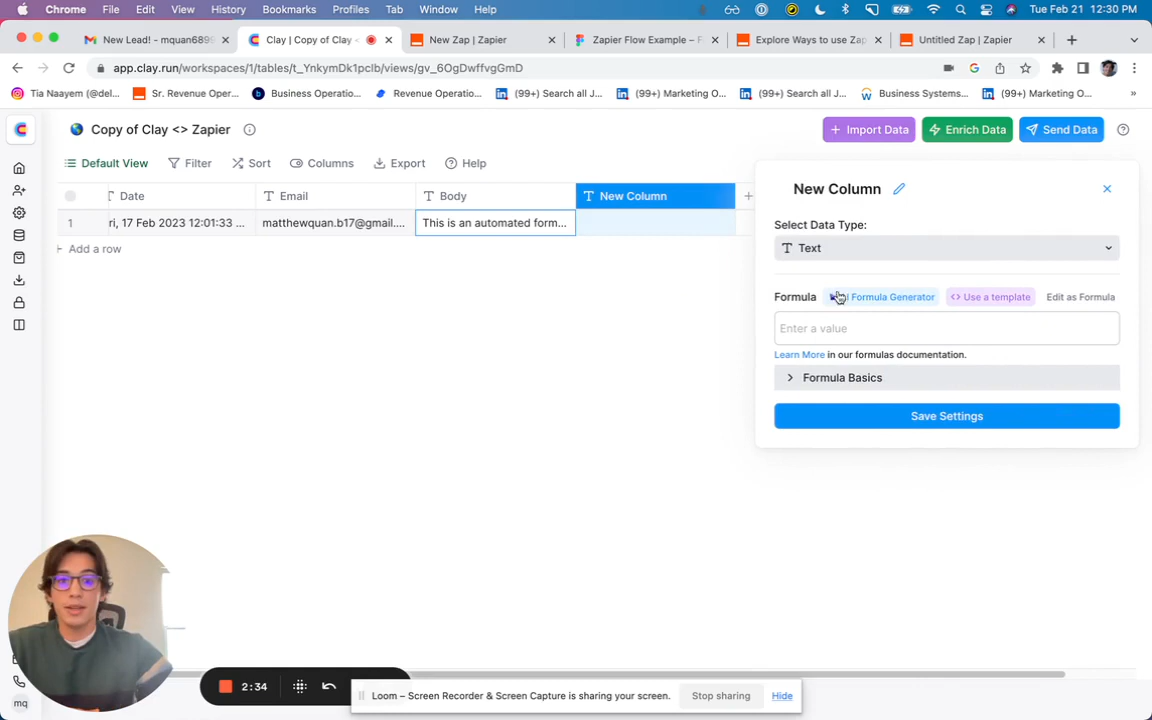 Chrome File Edit View History Bookmarks Profiles Tab Window Help Tue Feb 21 12:30 PM
New Lead! - mquan689 Clay | Copy of Clay < New Zap | Zapier Zapier Flow Example – F Explore Ways to use Zap Untitled Zap | Zapier
app.clay.run/workspaces/1/tables/t_YnkymDk1pclb/views/gv_6OgDwffvgGmD
Tia Naayem (@del... Sr. Revenue Oper... Business Operatio... Revenue Operatio... (99+) Search all J... (99+) Marketing O... (99+) Search all J... Business Systems... (99+) Marketing O... »
Copy of Clay <> Zapier
Import Data Enrich Data Send Data
Default View Filter Sort Columns Export Help
Date Email Body New Column
1 ri, 17 Feb 2023 12:01:33 ... matthewquan.b17@gmail.... This is an automated form...
+ Add a row
New Column
Select Data Type:
Text
Formula Formula Generator <> Use a template Edit as Formula
Enter a value
Learn More in our formulas documentation.
Formula Basics
Save Settings
2:34
Loom – Screen Recorder & Screen Capture is sharing your screen. Stop sharing Hide
mq